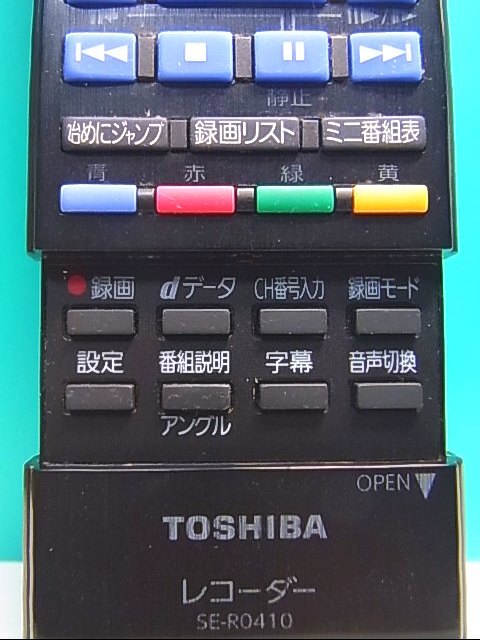 静止
始めにジャンプ 録画リスト ミニ番組表
青 赤 緑 黄
録画 dデータ CH番号入力 録画モード
設定 番組説明 字幕 音声切換
アングル
OPEN
TOSHIBA
レコーダー
SE-R0410